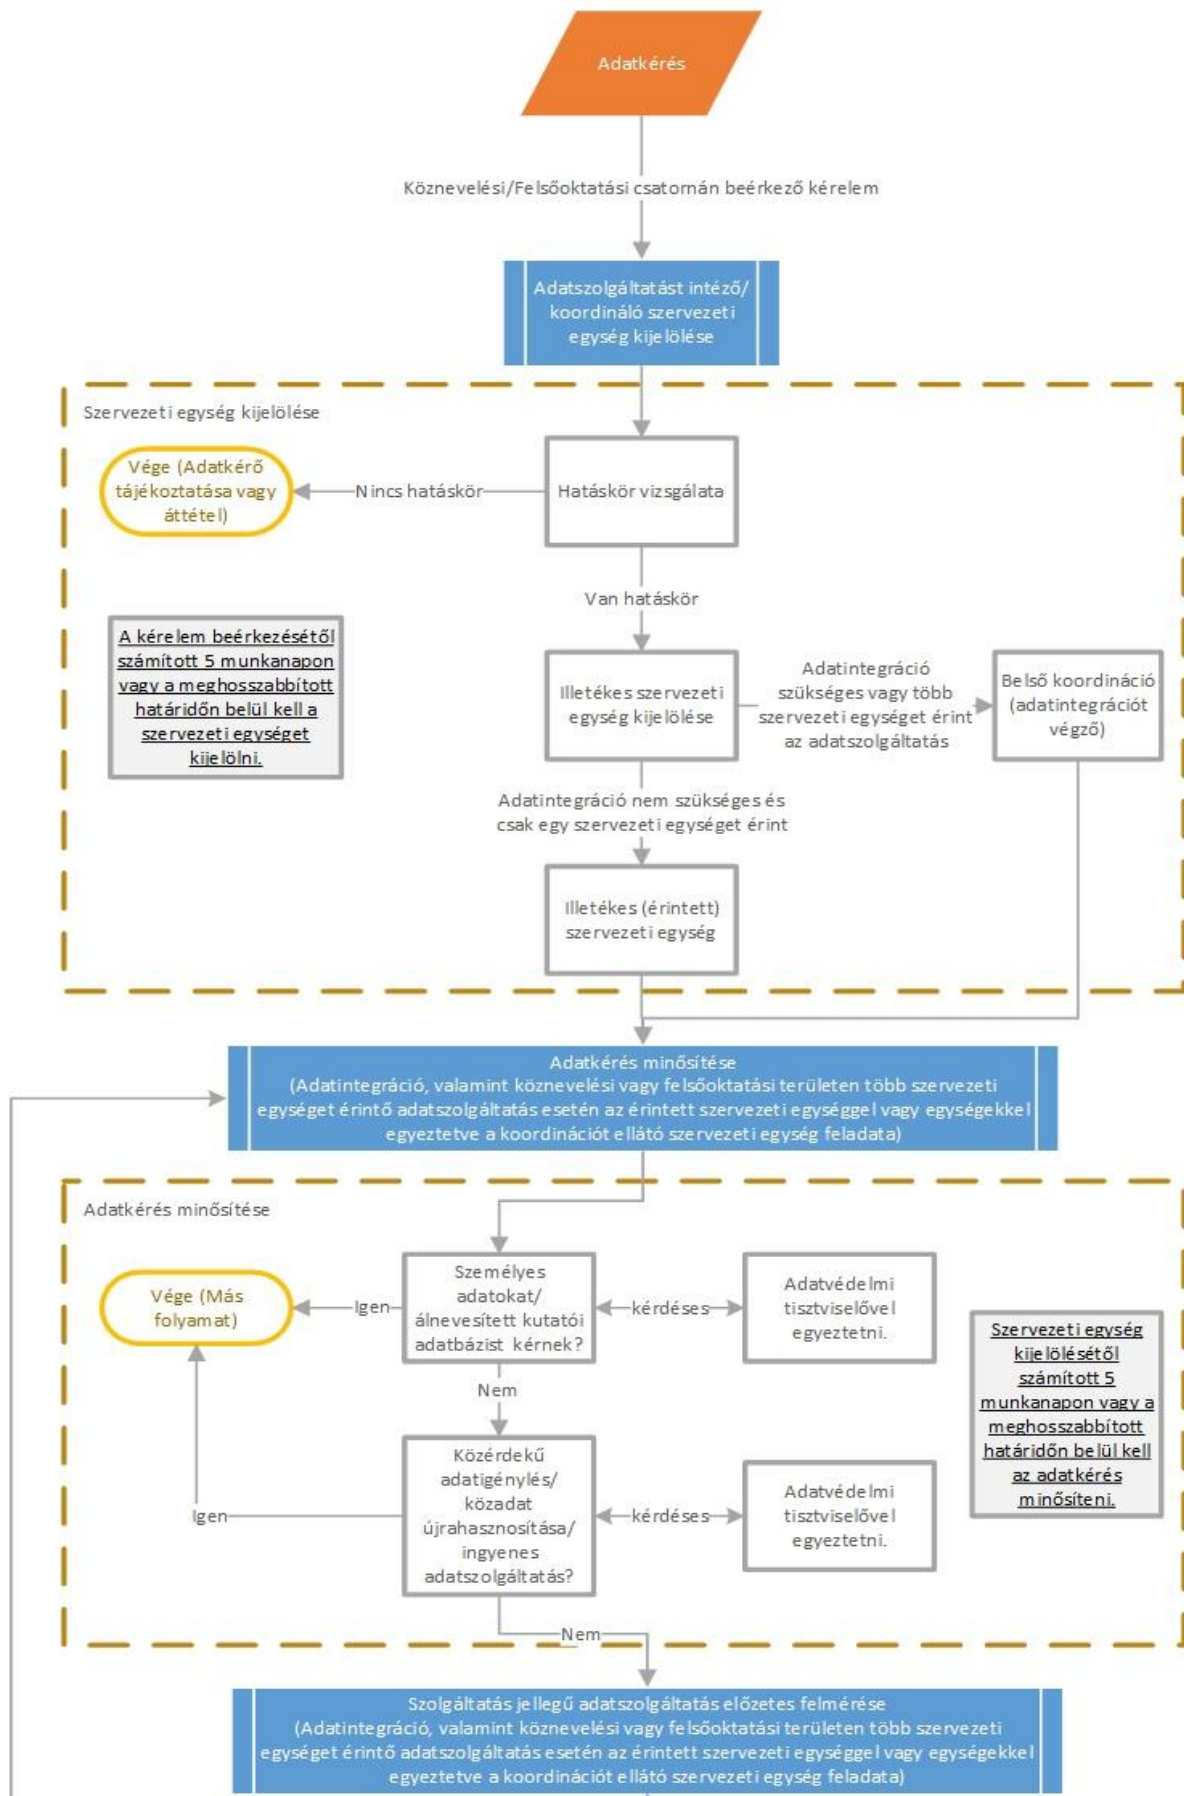 Adatkérés
Köznevelési/Felsőoktatási csatornán beérkező kérelem
Adatszolgáltatást intéző/
koordináló szervezeti
egység kijelölése
Szervezeti egység kijelölése
Vége (Adatkérő
tájékoztatása vagy
áttétel)
Nincs hatáskör
Hatáskör vizsgálata
Van hatáskör
A kérelem beérkezésétől
számított 5 munkanapon
vagy a meghosszabbított
határidőn belül kell a
szervezeti egységet
kijelölni.
Illetékes szervezeti
egység kijelölése
Adatintegráció
szükséges vagy több
szervezeti egységet érint
az adatszolgáltatás
Belső koordináció
(adatintegrációt
végző)
Adatintegráció nem szükséges és
csak egy szervezeti egységet érint
Illetékes (érintett)
szervezeti egység
Adatkérés minősítése
(Adatintegráció, valamint köznevelési vagy felsőoktatási területen több szervezeti
egységet érintő adatszolgáltatás esetén az érintett szervezeti egységgel vagy egységekkel
egyeztetve a koordinációt ellátó szervezeti egység feladata)
Adatkérés minősítése
Vége (Más
folyamat)
Igen
Személyes
adatokat/
álnevesített kutatói
adatbázist kérnek?
kérdéses
Adatvédelmi
tisztviselővel
egyeztetni.
Szervezeti egység
kijelölésétől
számított 5
munkanapon vagy a
meghosszabbított
határidőn belül kell
az adatkérés
minősíteni.
Nem
Igen
Közérdekű
adatigénylés/
közadat
újrahasznosítása/
ingyenes
adatszolgáltatás?
kérdéses
Adatvédelmi
tisztviselővel
egyeztetni.
Nem
Szolgáltatás jellegű adatszolgáltatás előzetes felmérése
(Adatintegráció, valamint köznevelési vagy felsőoktatási területen több szervezeti
egységet érintő adatszolgáltatás esetén az érintett szervezeti egységgel vagy egységekkel
egyeztetve a koordinációt ellátó szervezeti egység feladata)